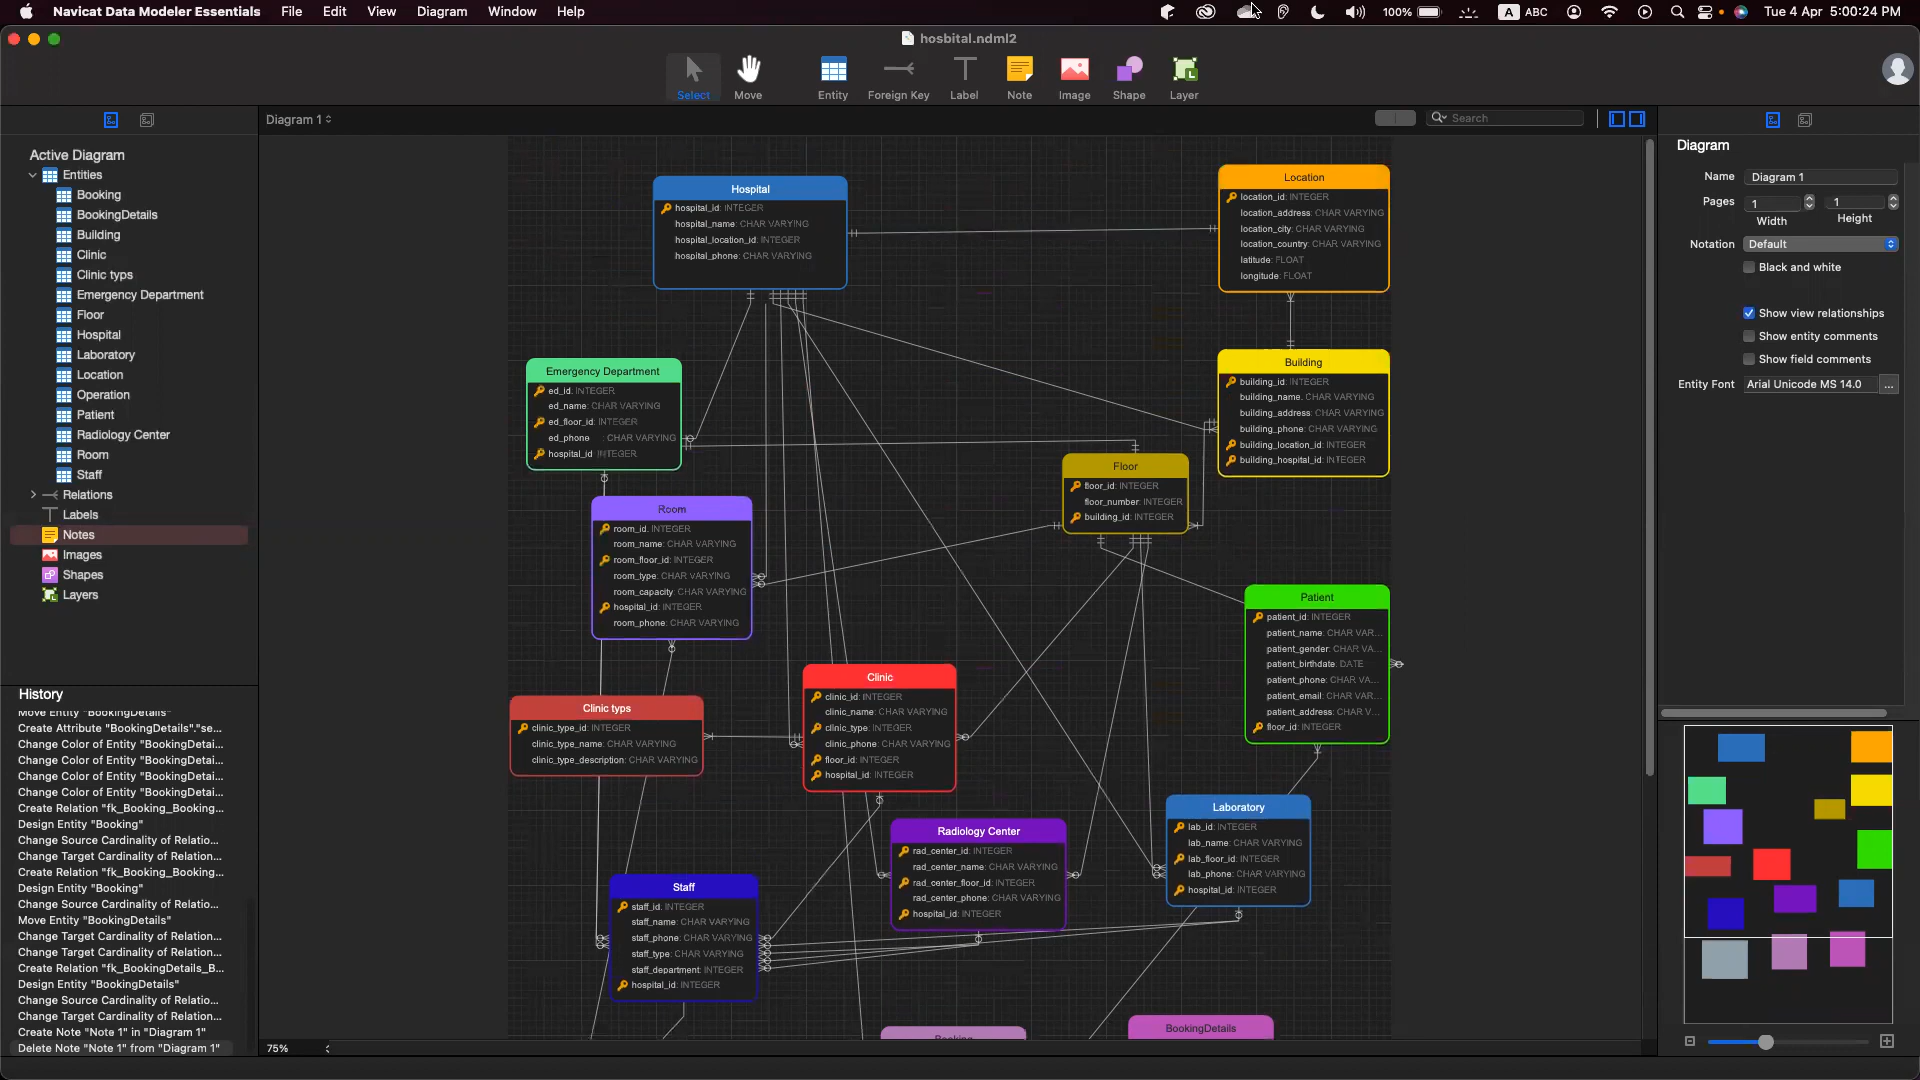 Navicat Data Modeler Essentials File Edit View Diagram Window Help 100% A ABC Tue 4 Apr 5:00:24 PM
hosbital.ndml2
Select Move Entity Foreign Key Label Note Image Shape Layer
Diagram 1
Search
Active Diagram
Entities
Booking
BookingDetails
Building
Clinic
Clinic types
Emergency Department
Floor
Hospital
Laboratory
Location
Operation
Patient
Radiology Center
Room
Staff
Relations
Labels
Notes
Images
Shapes
Layers
History
Move Entity "BookingDetails"
Create Attribute "BookingDetails"."se...
Change Color of Entity "BookingDetai...
Change Color of Entity "BookingDetai...
Change Color of Entity "BookingDetai...
Change Color of Entity "BookingDetai...
Create Relation "fk_Booking_Booking...
Design Entity "Booking"
Change Source Cardinality of Relatio...
Change Target Cardinality of Relation...
Create Relation "fk_Booking_Booking...
Design Entity "Booking"
Change Source Cardinality of Relatio...
Move Entity "BookingDetails"
Change Target Cardinality of Relation...
Change Target Cardinality of Relation...
Create Relation "fk_BookingDetails_B...
Design Entity "BookingDetails"
Change Source Cardinality of Relatio...
Change Target Cardinality of Relation...
Create Note "Note 1" in "Diagram 1"
Delete Note "Note 1" from "Diagram 1"
Hospital
hospital_id: INTEGER
hospital_name: CHAR VARYING
hospital_location_id: INTEGER
hospital_phone: CHAR VARYING
Location
location_id: INTEGER
location_address: CHAR VARYING
location_city: CHAR VARYING
location_country: CHAR VARYING
latitude: FLOAT
longitude: FLOAT
Emergency Department
ed_id: INTEGER
ed_name: CHAR VARYING
ed_floor_id: INTEGER
ed_phone : CHAR VARYING
hospital_id INTEGER
Building
building_id: INTEGER
building_name. CHAR VARYING
building_address: CHAR VARYING
building_phone: CHAR VARYING
building_location_id: INTEGER
building_hospital_id: INTEGER
Floor
floor_id: INTEGER
floor_number: INTEGER
building_id: INTEGER
Room
room_id: INTEGER
room_name: CHAR VARYING
room_floor_id: INTEGER
room_type: CHAR VARYING
room_capacity: CHAR VARYING
hospital_id: INTEGER
room_phone: CHAR VARYING
Patient
patient_id: INTEGER
patient_name: CHAR VAR...
patient_gender: CHAR VA...
patient_birthdate: DATE
patient_phone: CHAR VA...
patient_email: CHAR VAR...
patient_address: CHAR V...
floor_id: INTEGER
Clinic
clinic_id: INTEGER
clinic_name: CHAR VARYING
clinic_type: INTEGER
clinic_phone: CHAR VARYING
floor_id: INTEGER
hospital_id: INTEGER
Clinic typs
clinic_type_id: INTEGER
clinic_type_name: CHAR VARYING
clinic_type_description: CHAR VARYING
Radiology Center
rad_center_id: INTEGER
rad_center_name: CHAR VARYING
rad_center_floor_id: INTEGER
rad_center_phone: CHAR VARYING
hospital_id: INTEGER
Laboratory
lab_id: INTEGER
lab_name: CHAR VARYING
lab_floor_id: INTEGER
lab_phone: CHAR VARYING
hospital_id: INTEGER
Staff
staff_id: INTEGER
staff_name: CHAR VARYING
staff_phone: CHAR VARYING
staff_type: CHAR VARYING
staff_department: INTEGER
hospital_id: INTEGER
Booking
BookingDetails
75%
Diagram
Name Diagram 1
Pages 1 1
Width Height
Notation Default
Black and white
Show view relationships
Show entity comments
Show field comments
Entity Font Arial Unicode MS 14.0 ...